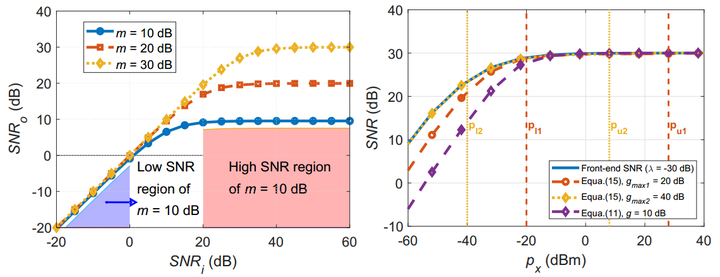 40
30
20
10
0
-10
-20
-20
0
20
40
60
SNRo (dB)
SNRi (dB)
m = 10 dB
m = 20 dB
m = 30 dB
Low SNR
region of
m = 10 dB
High SNR region
of m = 10 dB
40
30
20
10
0
-10
-60
-40
-20
0
20
40
SNR (dB)
px (dBm)
pl2
pl1
pu2
pu1
Front-end SNR (λ = -30 dB)
Equa.(15), gmax1 = 20 dB
Equa.(15), gmax2 = 40 dB
Equa.(11), g = 10 dB